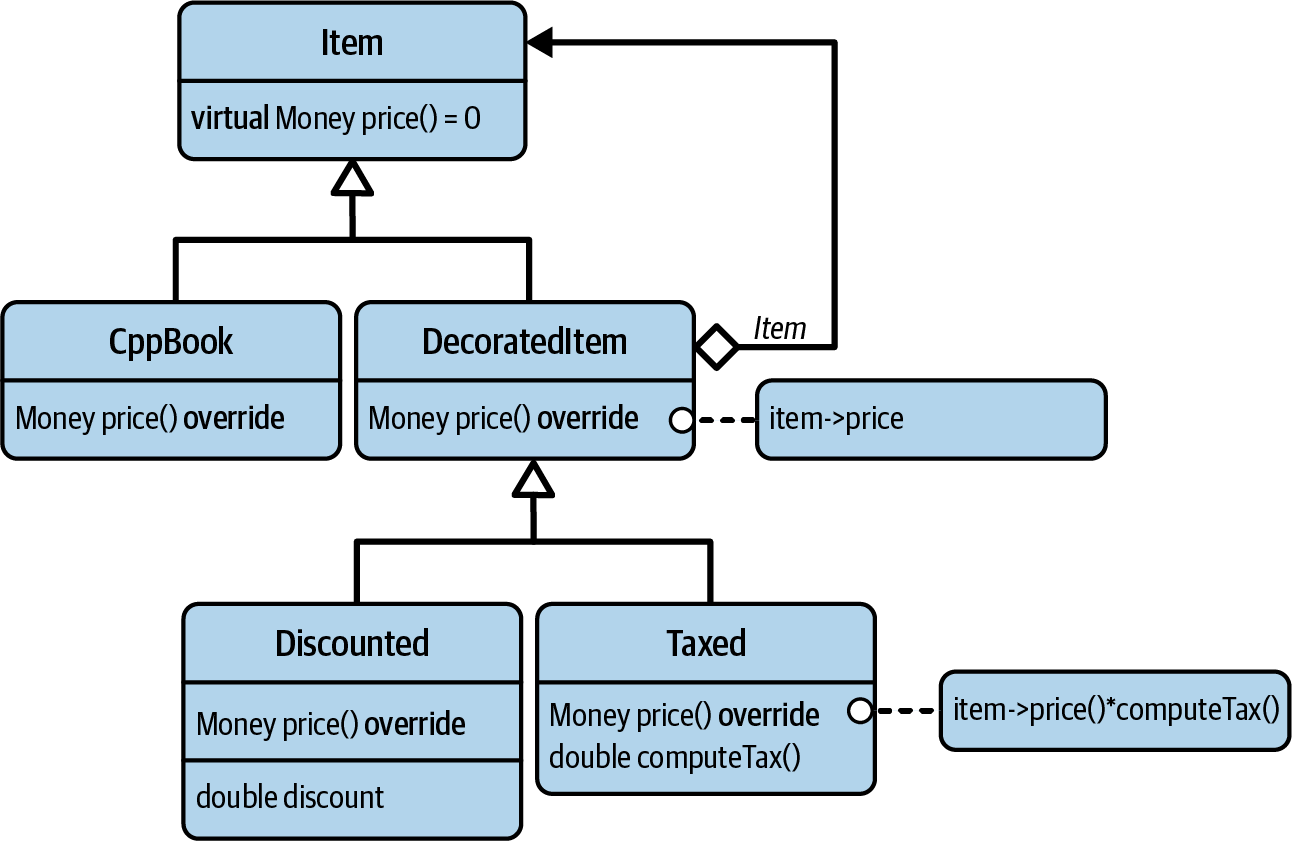 Item
virtual Money price() = 0
CppBook
Money price() override
DecoratedItem
Money price() override
Item
item->price
Discounted
Money price() override
double discount
Taxed
Money price() override
double computeTax()
item->price()*computeTax()